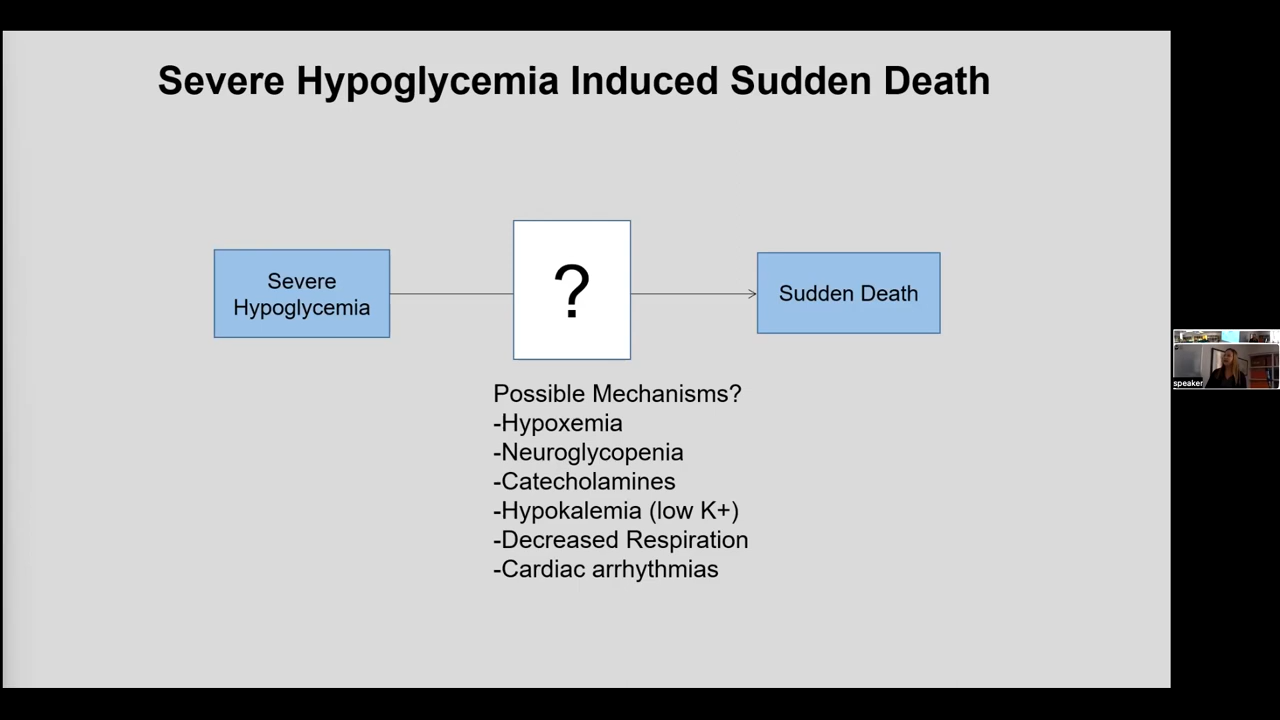 Severe Hypoglycemia Induced Sudden Death
Severe
Hypoglycemia
?
Sudden Death
Possible Mechanisms?
-Hypoxemia
-Neuroglycopenia
-Catecholamines
-Hypokalemia (low K+)
-Decreased Respiration
-Cardiac arrhythmias
speaker